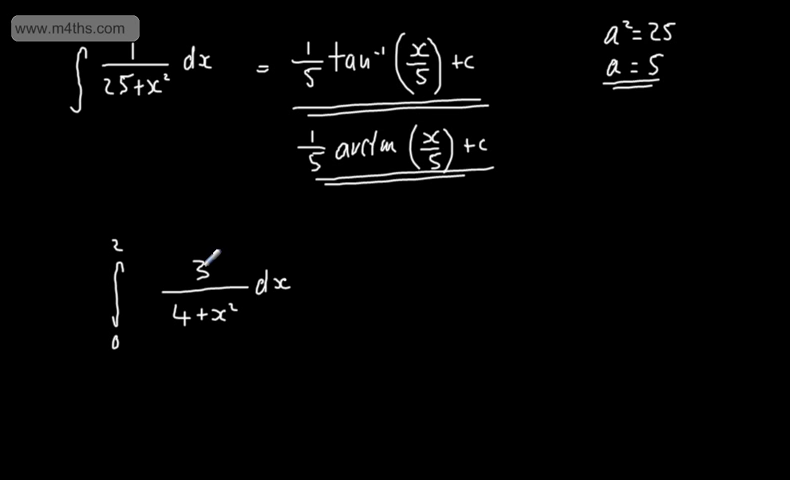 www.m4ths.com
∫ 1/(25+x²) dx = 1/5 tan⁻¹ (x/5) + c
a² = 25
a = 5
1/5 arctan (x/5) + c
∫₀² 3/(4+x²) dx